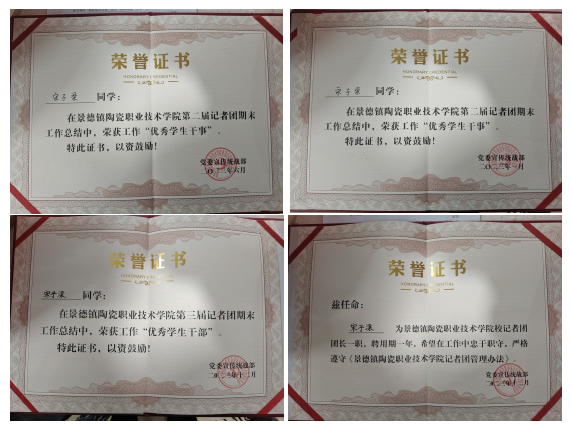 荣誉证书
HONORARY CREDENTIAL
同学：
在景德镇陶瓷职业技术学院第二届记者团期末
工作总结中，荣获工作“优秀学生干事”．
特此证书，以资鼓励！
党委宣传统战部
荣誉证书
HONORARY CREDENTIAL
同学：
在景德镇陶瓷职业技术学院第二届记者团期末
工作总结中，荣获工作“优秀学生干事”．
特此证书，以资鼓励！
党委宣传统战部
荣誉证书
HONORARY CREDENTIAL
同学：
在景德镇陶瓷职业技术学院第三届记者团期末
工作总结中，荣获工作“优秀学生干部”．
特此证书，以资鼓励！
党委宣传统战部
荣誉证书
HONORARY CREDENTIAL
兹任命：
为景德镇陶瓷职业技术学院校记者团
团长一职，聘用期一年，希望在工作中忠于职守，严格
遵守《景德镇陶瓷职业技术学院记者团管理办法》．
党委宣传统战部